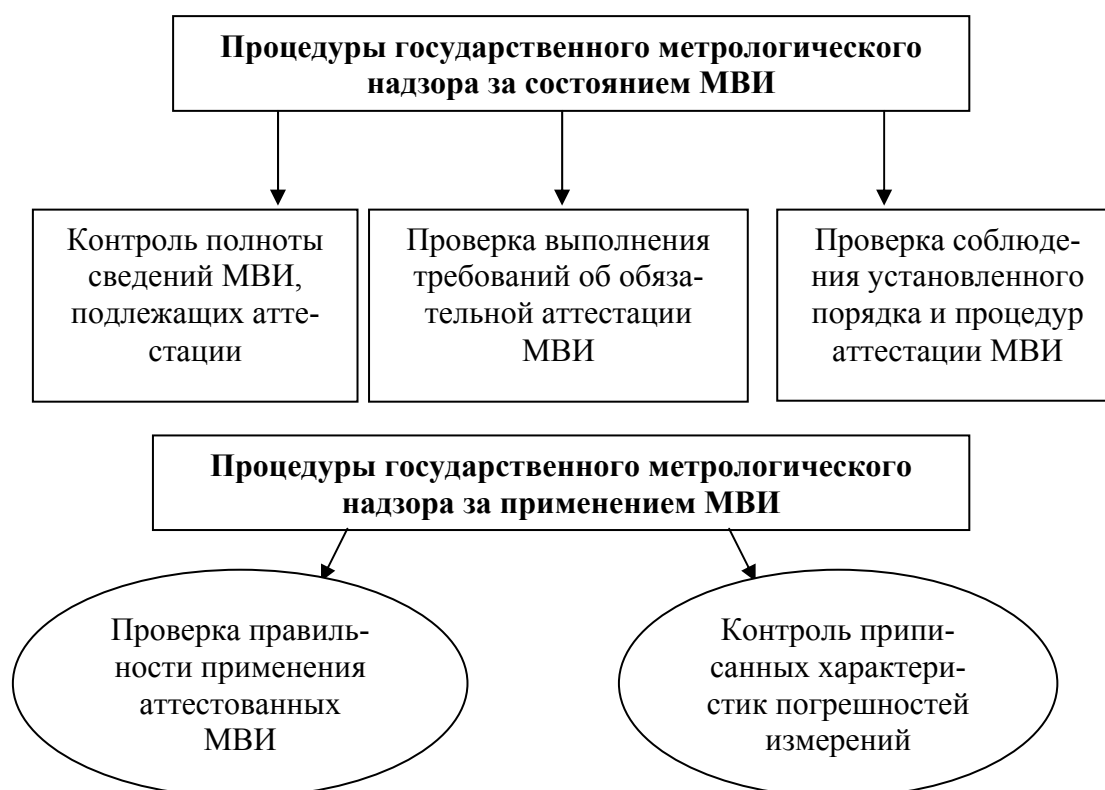 Процедуры государственного метрологического
надзора за состоянием МВИ
Контроль полноты
сведений МВИ,
подлежащих атте-
стации
Проверка выполнения
требований об обяза-
тельной аттестации
МВИ
Проверка соблюде-
ния установленного
порядка и процедур
аттестации МВИ
Процедуры государственного метрологического
надзора за применением МВИ
Проверка правиль-
ности применения
аттестованных
МВИ
Контроль припи-
санных характери-
стик погрешностей
измерений